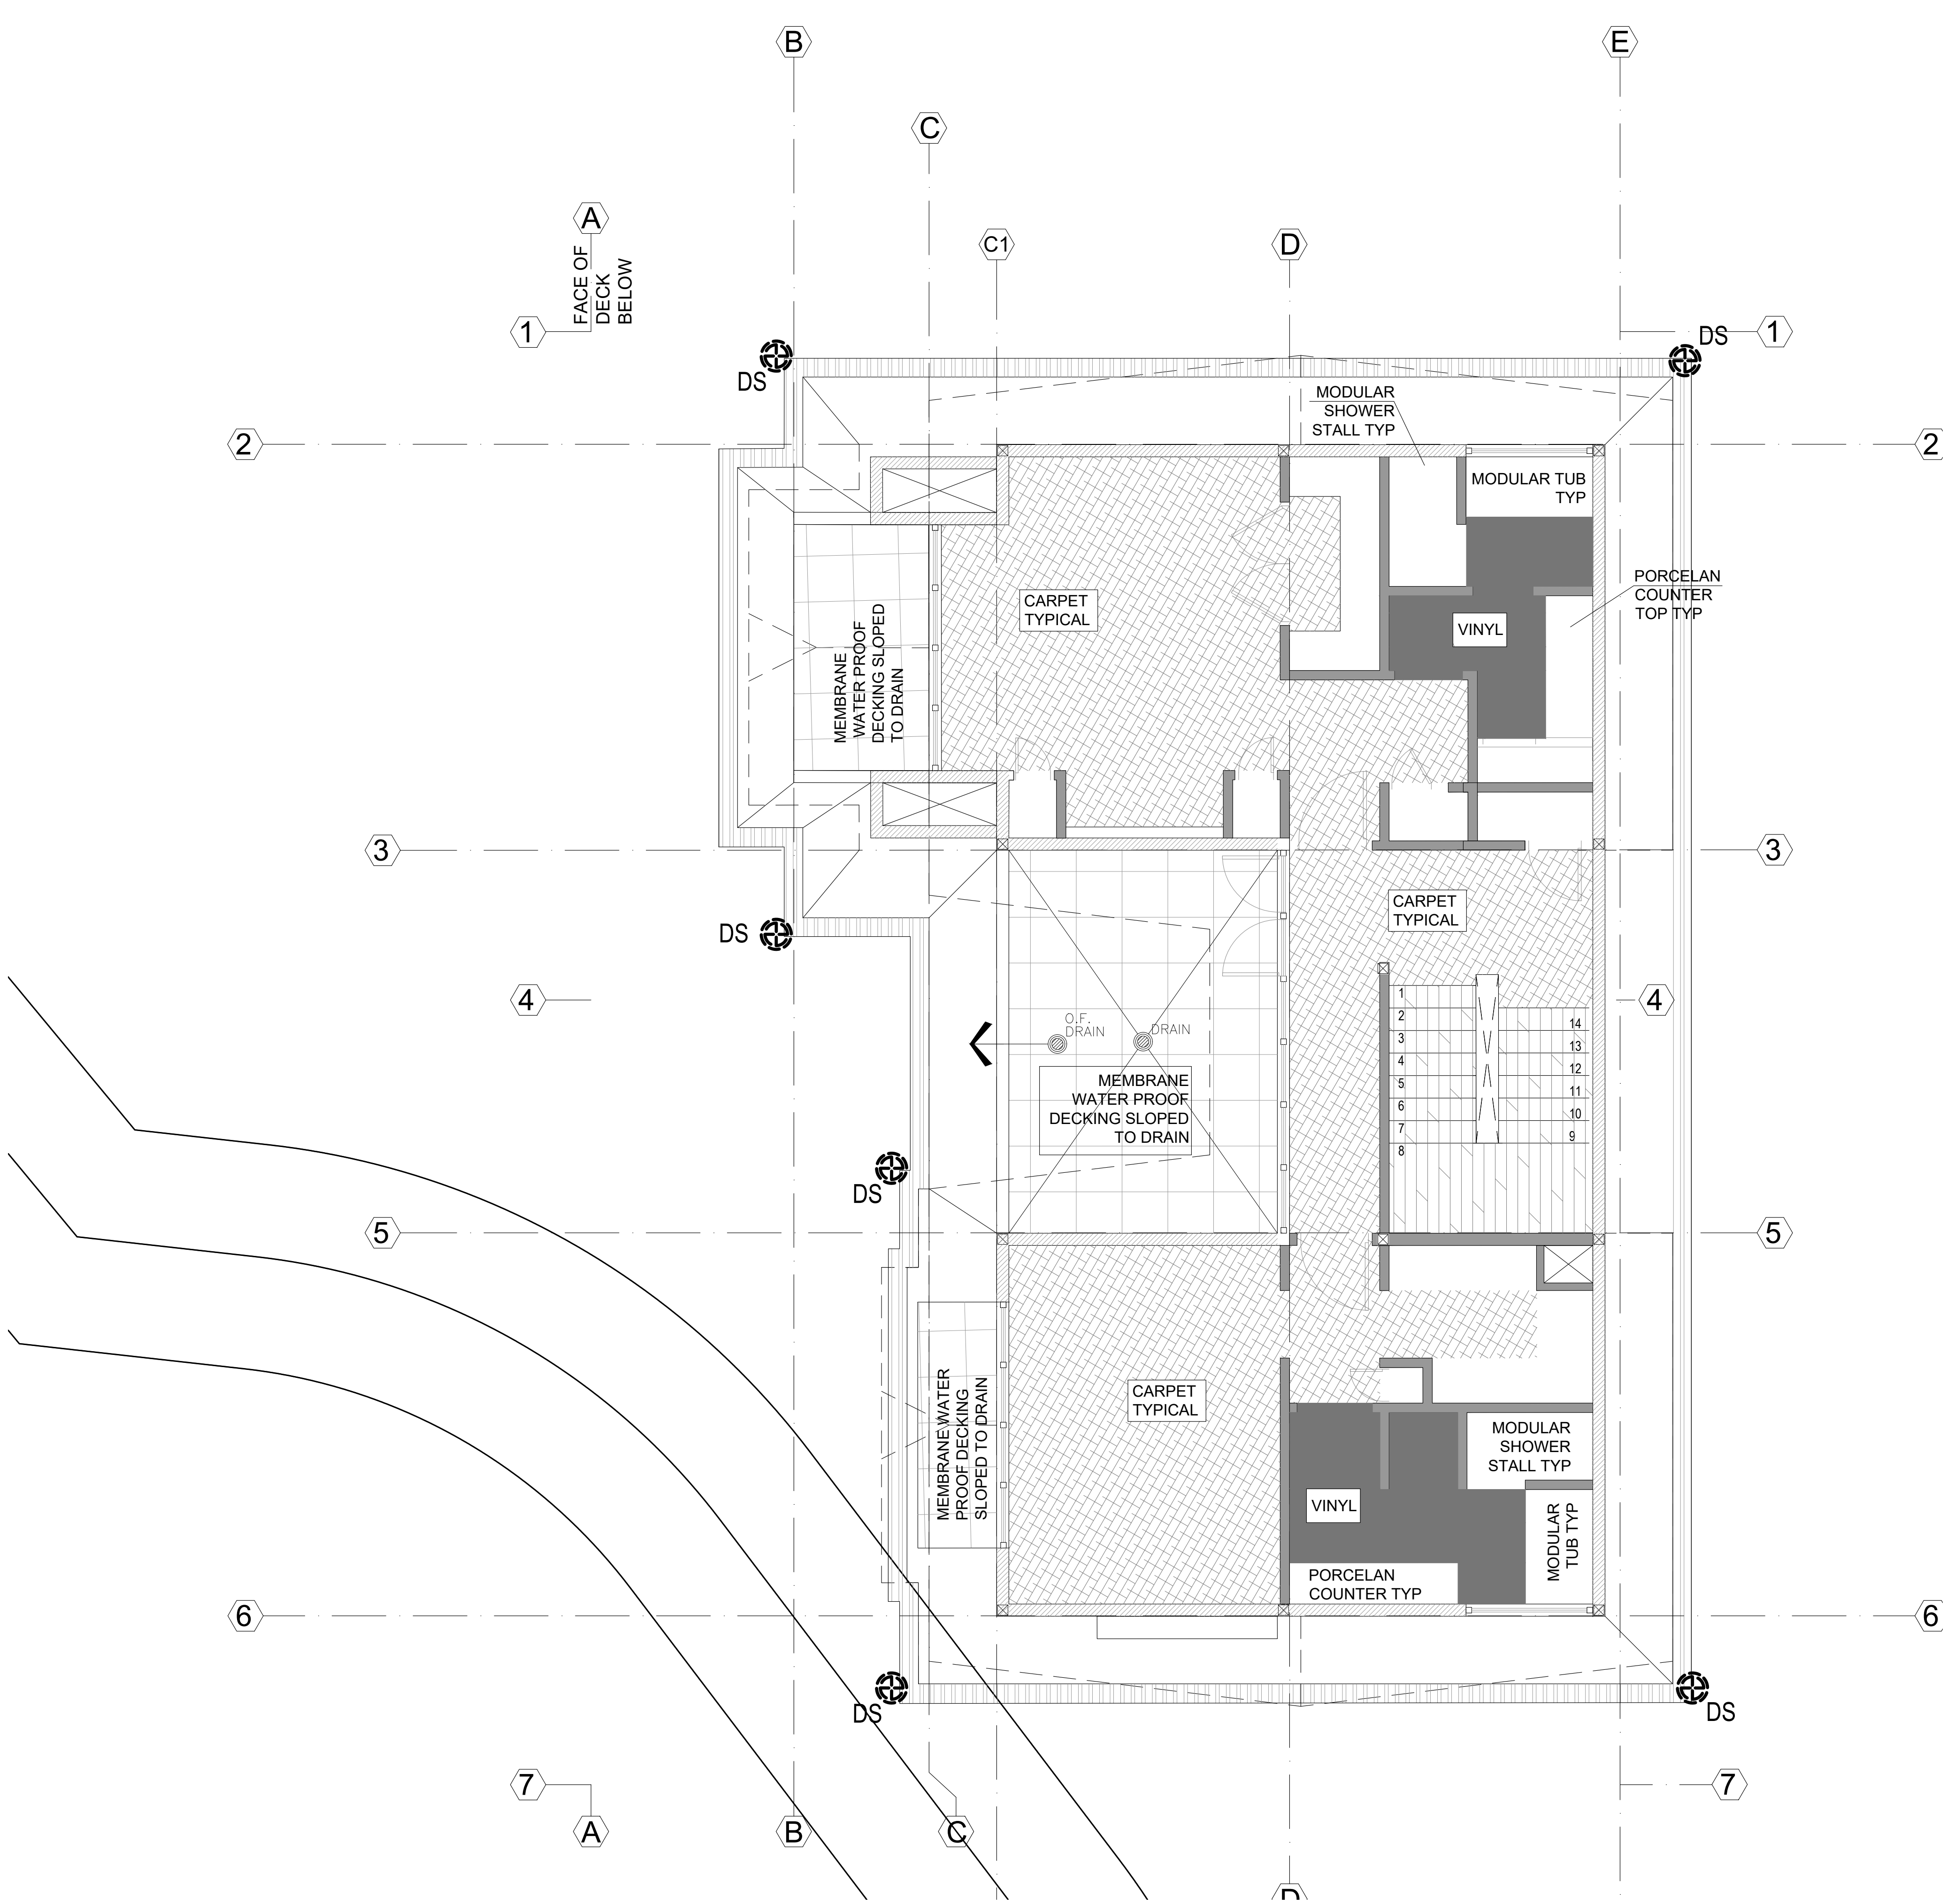 B
E
C
A
C1
D
FACE OF
DECK
BELOW
1
1
DS
DS
MODULAR
SHOWER
STALL TYP
2
2
MODULAR TUB
TYP
PORCELAN
COUNTER
TOP TYP
CARPET
TYPICAL
VINYL
MEMBRANE
WATER PROOF
DECKING SLOPED
TO DRAIN
3
3
CARPET
TYPICAL
DS
4
4
1
2
3
4
5
6
7
8
14
13
12
11
10
9
O.F.
DRAIN
DRAIN
MEMBRANE
WATER PROOF
DECKING SLOPED
TO DRAIN
DS
5
5
MEMBRANE WATER
PROOF DECKING
SLOPED TO DRAIN
CARPET
TYPICAL
MODULAR
SHOWER
STALL TYP
VINYL
MODULAR
TUB TYP
PORCELAN
COUNTER TYP
6
6
DS
DS
7
7
A
B
C
D